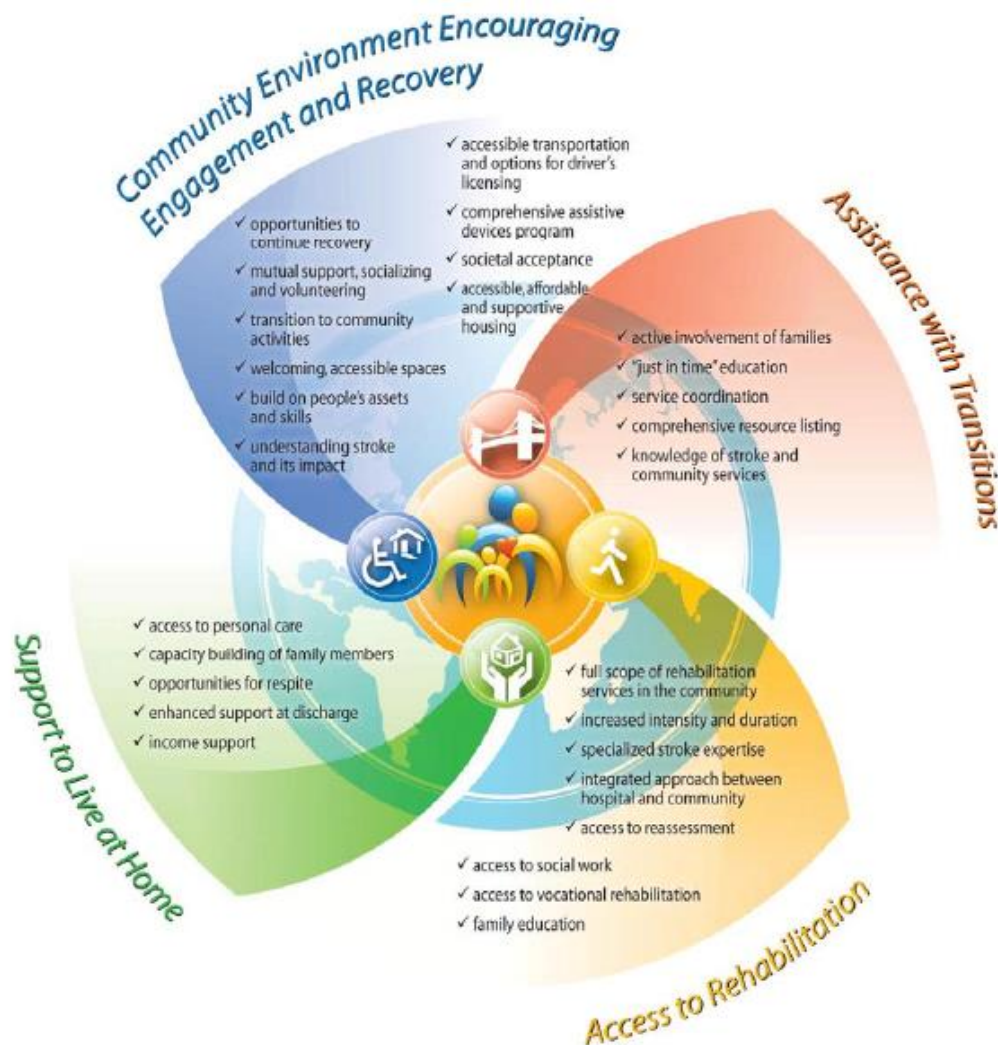 Community Environment Encouraging
Engagement and Recovery
✓ accessible transportation
and options for driver's
licensing
✓ comprehensive assistive
devices program
✓ societal acceptance
✓ accessible, affordable
and supportive
housing
✓ opportunities to
continue recovery
✓ mutual support, socializing
and volunteering
✓ transition to community
activities
✓ welcoming, accessible spaces
✓ build on people's assets
and skills
✓ understanding stroke
and its impact
Assistance with Transitions
✓ active involvement of families
✓ "just in time" education
✓ service coordination
✓ comprehensive resource listing
✓ knowledge of stroke and
community services
Support to Live at Home
✓ access to personal care
✓ capacity building of family members
✓ opportunities for respite
✓ enhanced support at discharge
✓ income support
✓ full scope of rehabilitation
services in the community
✓ increased intensity and duration
✓ specialized stroke expertise
✓ integrated approach between
hospital and community
✓ access to reassessment
✓ access to social work
✓ access to vocational rehabilitation
✓ family education
Access to Rehabilitation